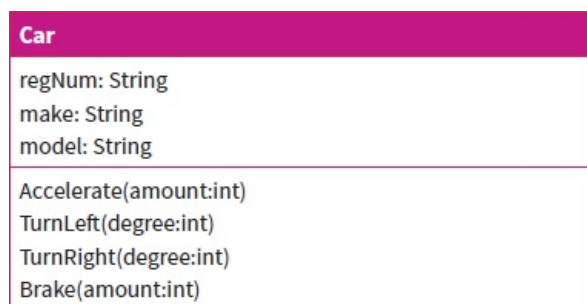 Car
regNum: String
make: String
model: String
Accelerate(amount:int)
TurnLeft(degree:int)
TurnRight(degree:int)
Brake(amount:int)